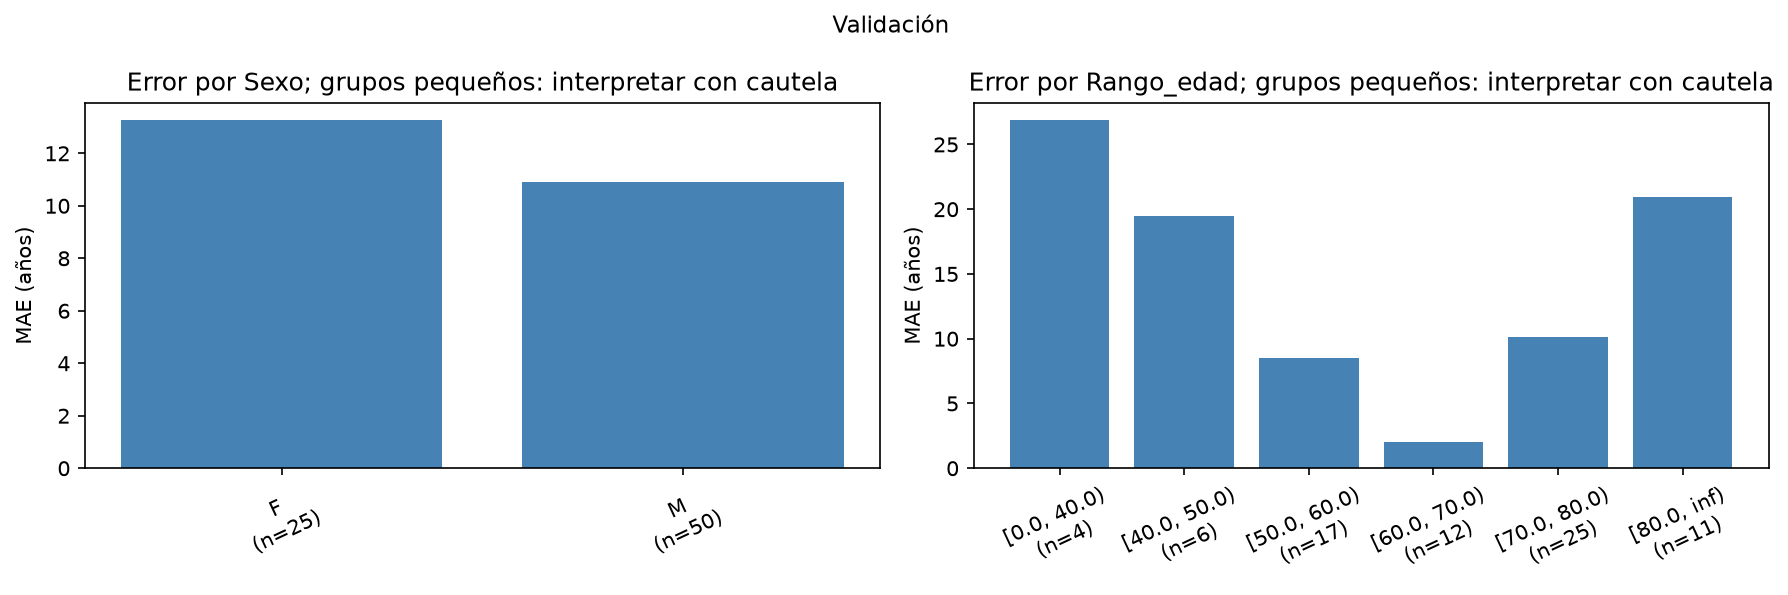 Validación
Error por Sexo; grupos pequeños: interpretar con cautela
MAE (años)
12
10
8
6
4
2
0
F
(n=25)
M
(n=50)
Error por Rango_edad; grupos pequeños: interpretar con cautela
MAE (años)
25
20
15
10
5
0
[0.0, 40.0)
(n=4)
[40.0, 50.0)
(n=6)
[50.0, 60.0)
(n=17)
[60.0, 70.0)
(n=12)
[70.0, 80.0)
(n=25)
[80.0, inf)
(n=11)